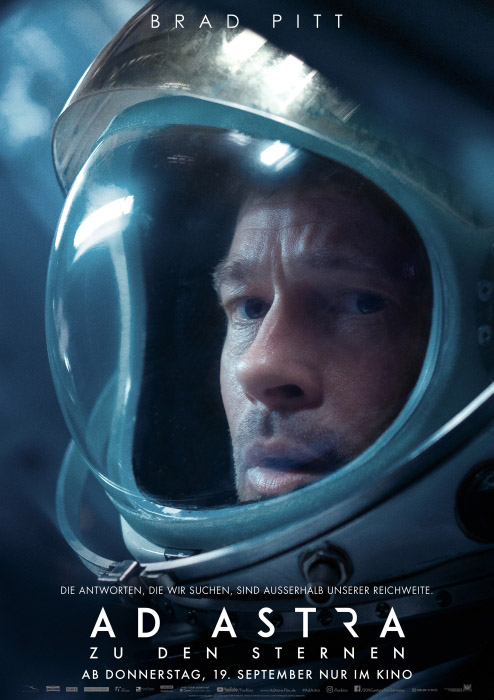 BRAD PITT
DIE ANTWORTEN, DIE WIR SUCHEN, SIND AUSSERHALB UNSERER REICHWEITE.
AD ASTRA
ZU DEN STERNEN
AB DONNERSTAG, 19. SEPTEMBER NUR IM KINO